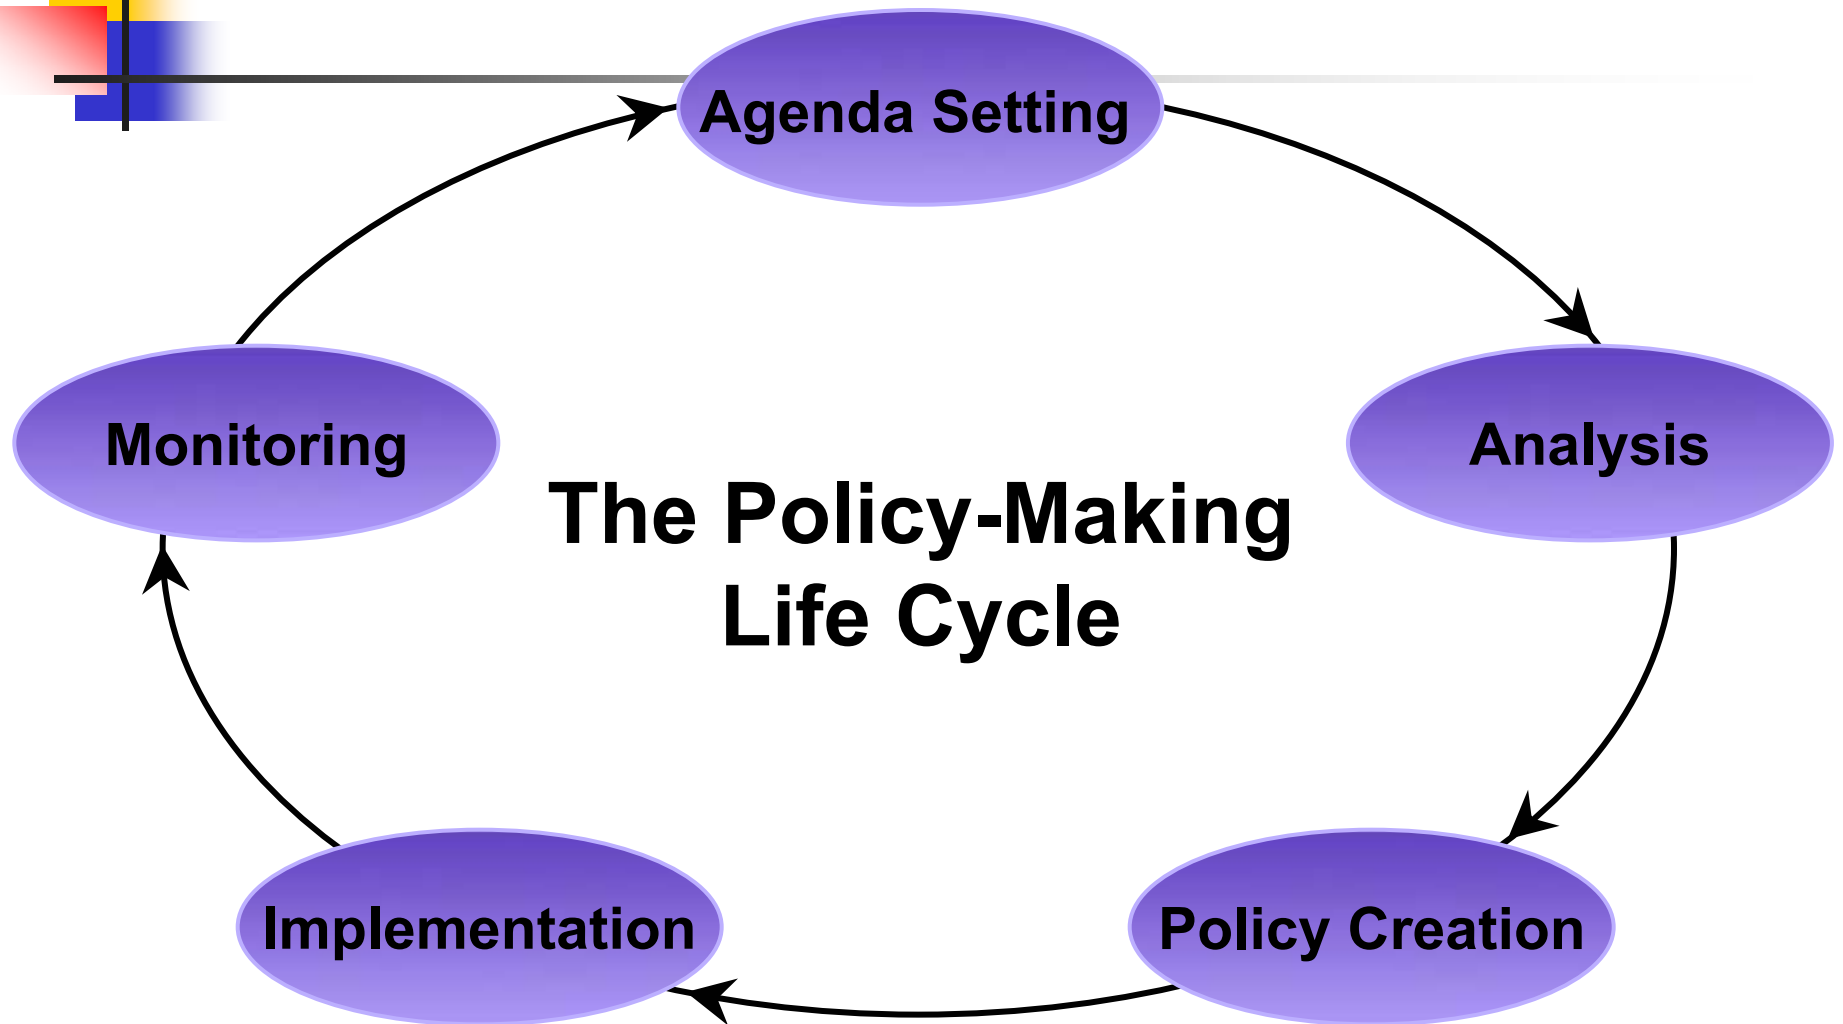 Agenda Setting
Monitoring
Analysis
The Policy-Making
Life Cycle
Implementation
Policy Creation